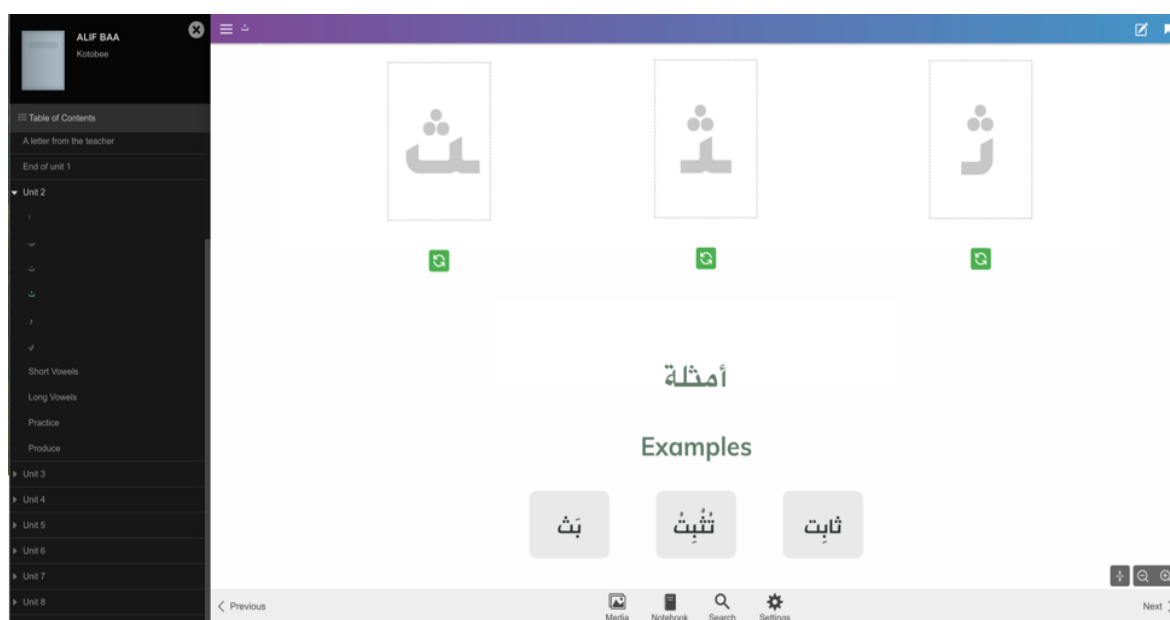 ALIF BAA
Kotobee
Table of Contents
A letter from the teacher
End of unit 1
Unit 2
ا
ب
ت
ث
ر
ك
Short Vowels
Long Vowels
Practice
Produce
Unit 3
Unit 4
Unit 5
Unit 6
Unit 7
Unit 8
ث
ثـ ـثـ ـث
أمثلة
Examples
ثابِت تُثْبِتُ بَث
Previous
Media Notebook Search Settings
Next